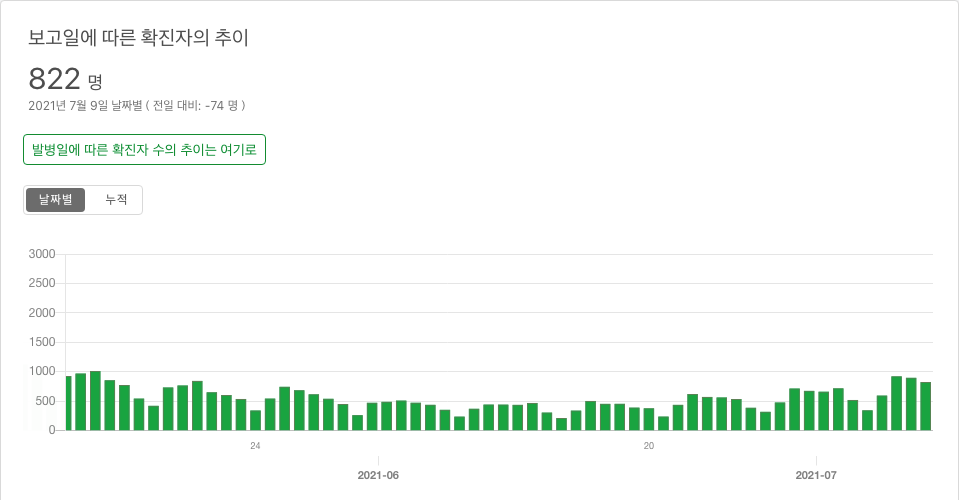 보고일에 따른 확진자의 추이
822 명
2021년 7월 9일 날짜별 ( 전일 대비: -74 명 )
발병일에 따른 확진자 수의 추이는 여기로
날짜별 누적
3000
2500
2000
1500
1000
500
0
24 20
2021-06 2021-07